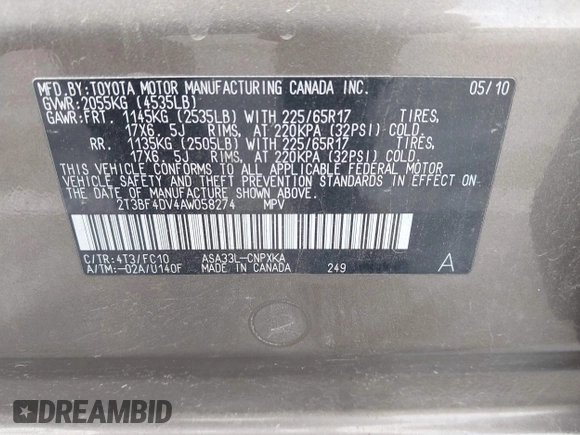 MFD.BY:TOYOTA MOTOR MANUFACTURING CANADA INC. 05/10
GVWR:2055KG (4535LB)
GAWR:FRT. 1145KG (2535LB) WITH 225/65R17 TIRES,
17X6. 5J RIMS, AT 220KPA (32PSI) COLD.
RR. 1135KG (2505LB) WITH 225/65R17 TIRES,
17X6. 5J RIMS, AT 220KPA (32PSI) COLD.
THIS VEHICLE CONFORMS TO ALL APPLICABLE FEDERAL MOTOR
VEHICLE SAFETY AND THEFT PREVENTION STANDARDS IN EFFECT ON
THE DATE OF MANUFACTURE SHOWN ABOVE.
2T3BF4DV4AW058274 MPV
C/TR:4T3/FC10 ASA33L-CNPXKA
A/TM:-02A/U140F MADE IN CANADA 249 A
DREAMBID